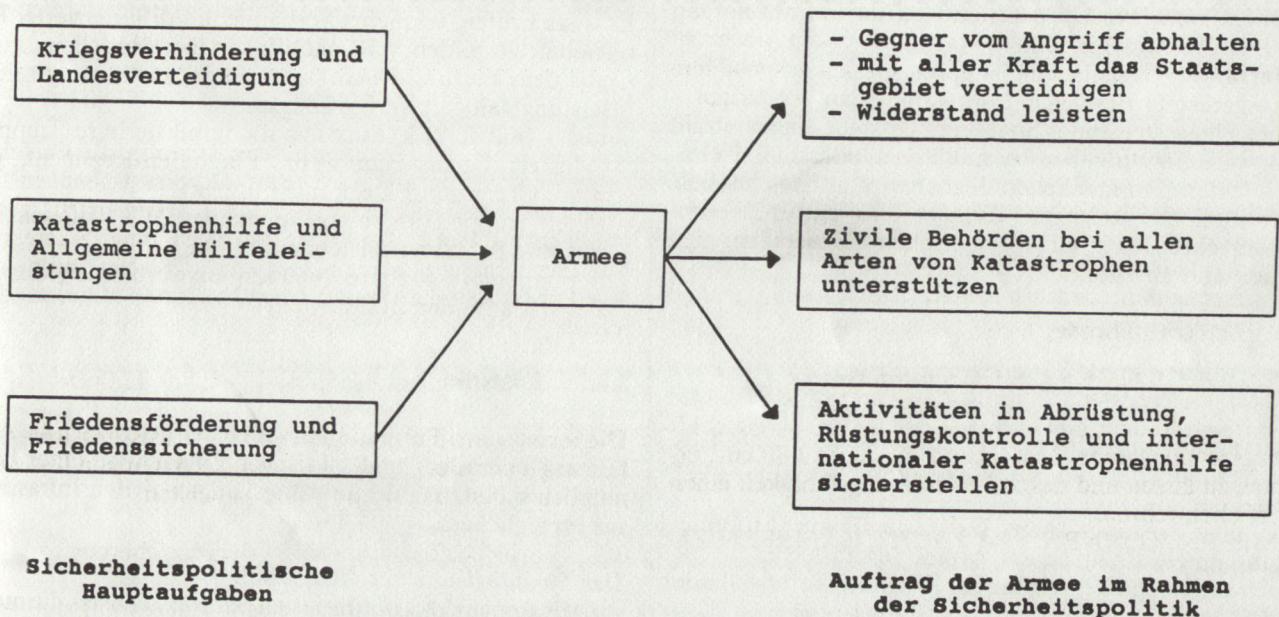 Kriegsverhinderung und
Landesverteidigung
Katastrophenhilfe und
Allgemeine Hilfelei-
stungen
Friedensförderung und
Friedenssicherung
Sicherheitspolitische
Hauptaufgaben
Armee
- Gegner vom Angriff abhalten
- mit aller Kraft das Staats-
gebiet verteidigen
- Widerstand leisten
Zivile Behörden bei allen
Arten von Katastrophen
unterstützen
Aktivitäten in Abrüstung,
Rüstungskontrolle und inter-
nationaler Katastrophenhilfe
sicherstellen
Auftrag der Armee im Rahmen
der Sicherheitspolitik